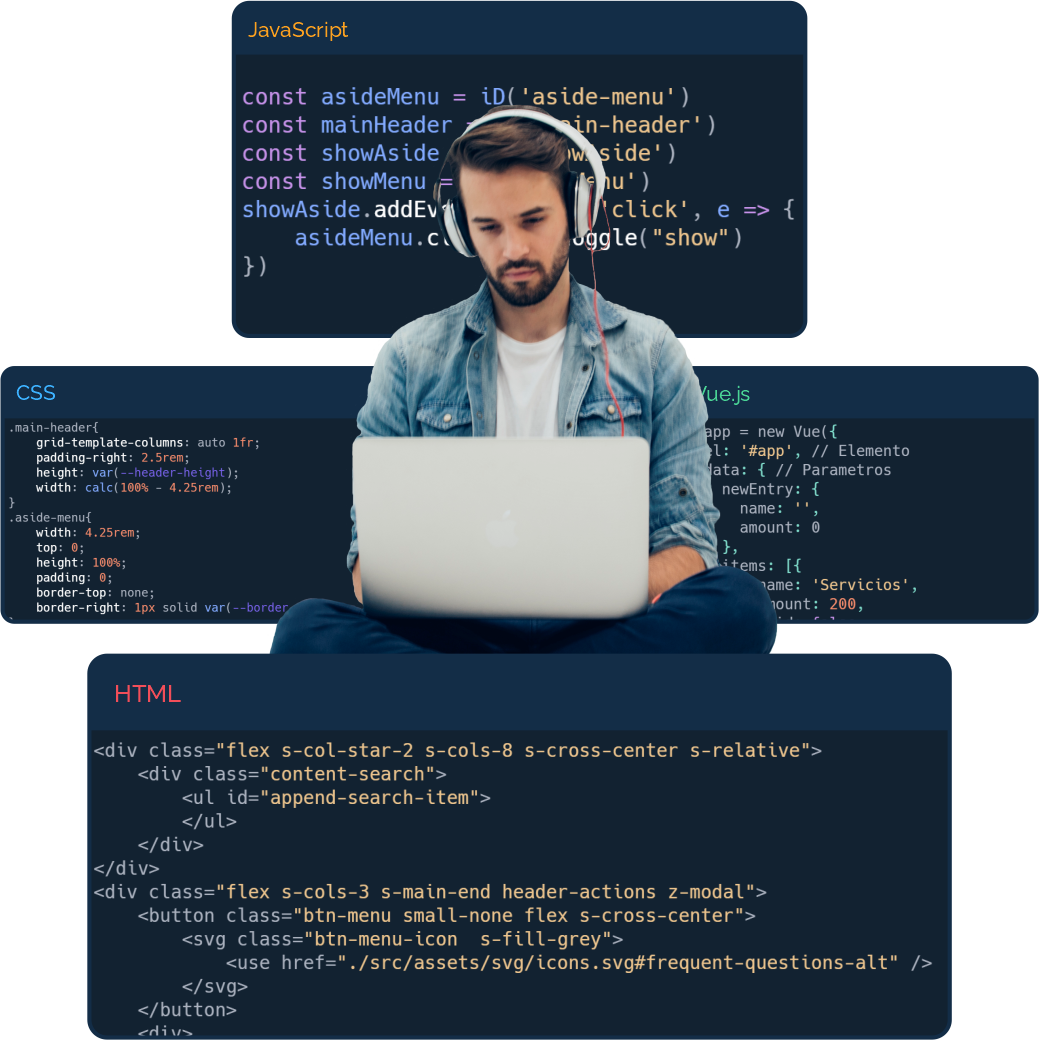 JavaScript
const asideMenu = iD('aside-menu')
const mainHeader
const showAside
const showMenu =
showAside. 'click', e => {
asideMenu. ("show")
})
CSS
.main-header{
grid-template-columns: auto 1fr;
padding-right: 2.5rem;
height: var(--header-height);
width: calc(100% - 4.25rem);
}
.aside-menu{
width: 4.25rem;
top: 0;
height: 100%;
padding: 0;
border-top: none;
border-right: 1px solid var(--border
Vue.js
app = new Vue({
'#app', // Elemento
data: { // Parametros
newEntry: {
name: '',
amount: 0
},
items: [{
name: 'Servicios',
200,
HTML
<div class="flex s-col-star-2 s-cols-8 s-cross-center s-relative">
<div class="content-search">
<ul id="append-search-item">
</ul>
</div>
</div>
<div class="flex s-cols-3 s-main-end header-actions z-modal">
<button class="btn-menu small-none flex s-cross-center">
<svg class="btn-menu-icon  s-fill-grey">
<use href="./src/assets/svg/icons.svg#frequent-questions-alt" />
</svg>
</button>
<div>